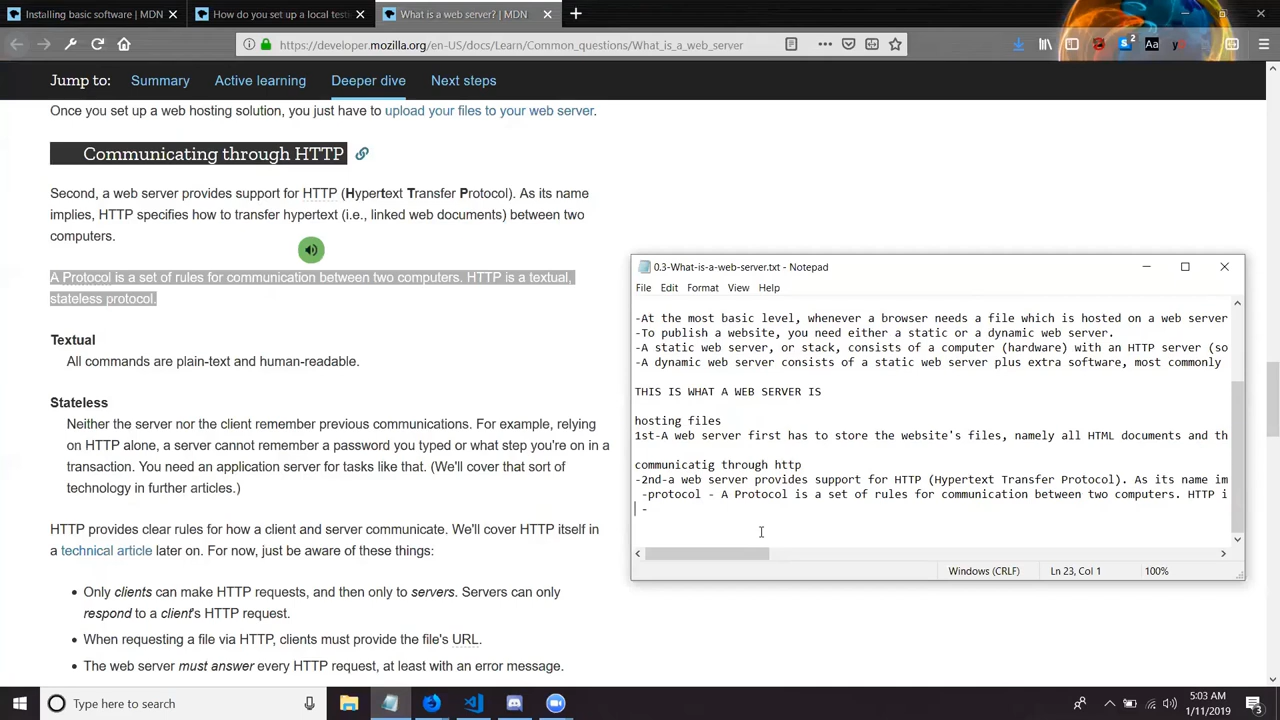 Installing basic software | MDN
How do you set up a local test
What is a web server? | MDN
https://developer.mozilla.org/en-US/docs/Learn/Common_questions/What_is_a_web_server
2
Aa
Jump to: Summary Active learning Deeper dive Next steps
Once you set up a web hosting solution, you just have to upload your files to your web server.
Communicating through HTTP
Second, a web server provides support for HTTP (Hypertext Transfer Protocol). As its name
implies, HTTP specifies how to transfer hypertext (i.e., linked web documents) between two
computers.
A Protocol is a set of rules for communication between two computers. HTTP is a textual,
stateless protocol.
Textual
All commands are plain-text and human-readable.
Stateless
Neither the server nor the client remember previous communications. For example, relying
on HTTP alone, a server cannot remember a password you typed or what step you're on in a
transaction. You need an application server for tasks like that. (We'll cover that sort of
technology in further articles.)
HTTP provides clear rules for how a client and server communicate. We'll cover HTTP itself in
a technical article later on. For now, just be aware of these things:
• Only clients can make HTTP requests, and then only to servers. Servers can only
respond to a client's HTTP request.
• When requesting a file via HTTP, clients must provide the file's URL.
• The web server must answer every HTTP request, at least with an error message.
0.3-What-is-a-web-server.txt - Notepad
File Edit Format View Help
-At the most basic level, whenever a browser needs a file which is hosted on a web server
-To publish a website, you need either a static or a dynamic web server.
-A static web server, or stack, consists of a computer (hardware) with an HTTP server (so
-A dynamic web server consists of a static web server plus extra software, most commonly
THIS IS WHAT A WEB SERVER IS
hosting files
1st-A web server first has to store the website's files, namely all HTML documents and th
communicatig through http
-2nd-a web server provides support for HTTP (Hypertext Transfer Protocol). As its name im
-protocol - A Protocol is a set of rules for communication between two computers. HTTP i
-
Windows (CRLF) Ln 23, Col 1 100%
Type here to search
5:03 AM
1/11/2019
3